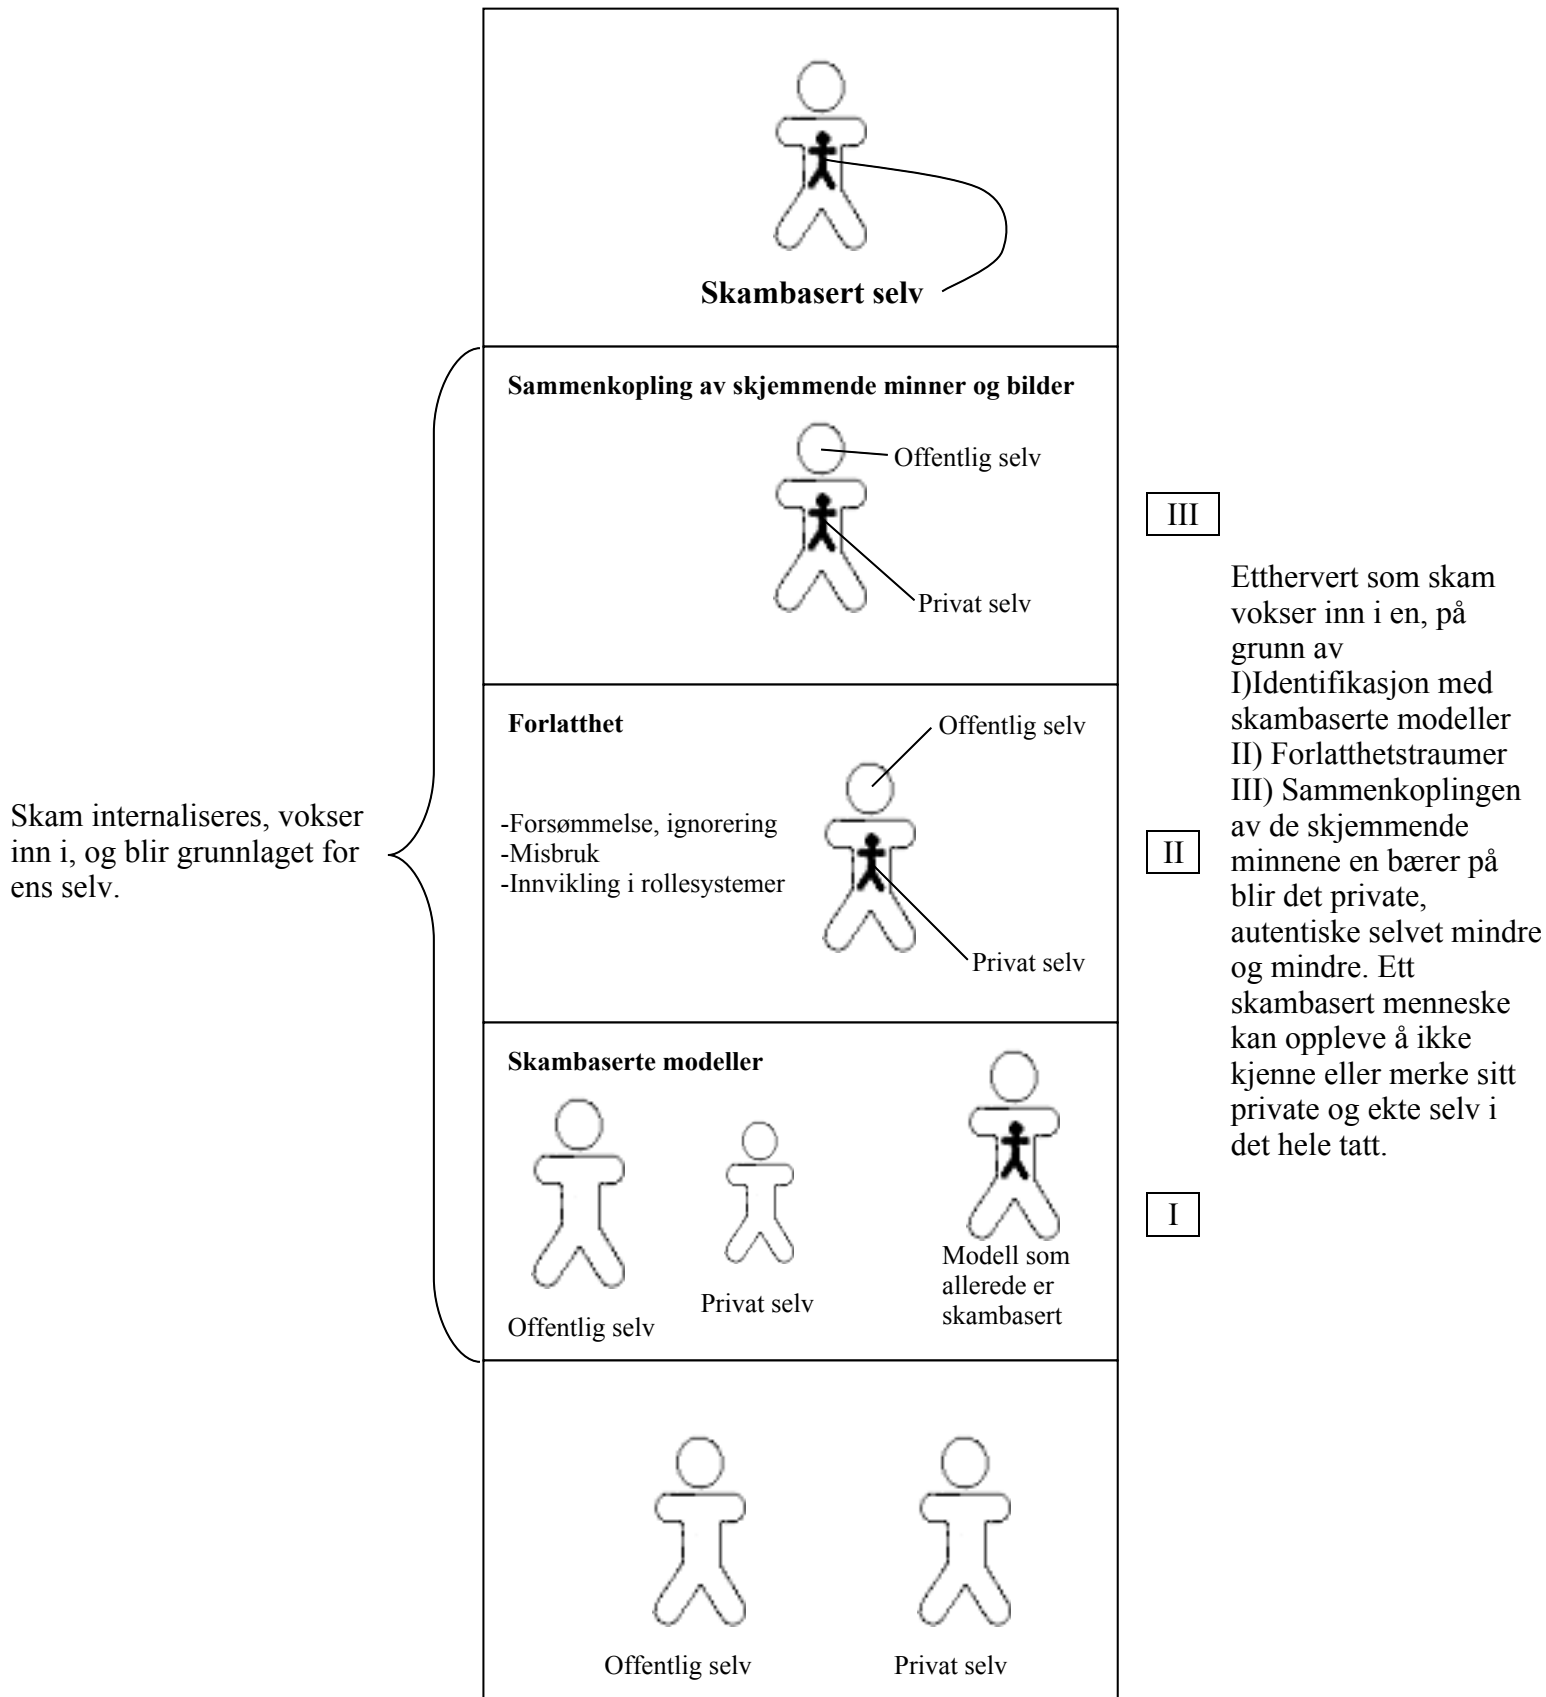 Skambasert selv
Sammenkopling av skjemmende minner og bilder
Offentlig selv
Privat selv
III
Forlatthet
Offentlig selv
-Forsømmelse, ignorering
-Misbruk
-Innvikling i rollesystemer
Privat selv
II
Skam internaliseres, vokser
inn i, og blir grunnlaget for
ens selv.
Etthervert som skam
vokser inn i en, på
grunn av
I)Identifikasjon med
skambaserte modeller
II) Forlatthetstraumer
III) Sammenkoplingen
av de skjemmende
minnene en bærer på
blir det private,
autentiske selvet mindre
og mindre. Ett
skambasert menneske
kan oppleve å ikke
kjenne eller merke sitt
private og ekte selv i
det hele tatt.
Skambaserte modeller
Offentlig selv
Privat selv
Modell som
allerede er
skambasert
I
Offentlig selv
Privat selv